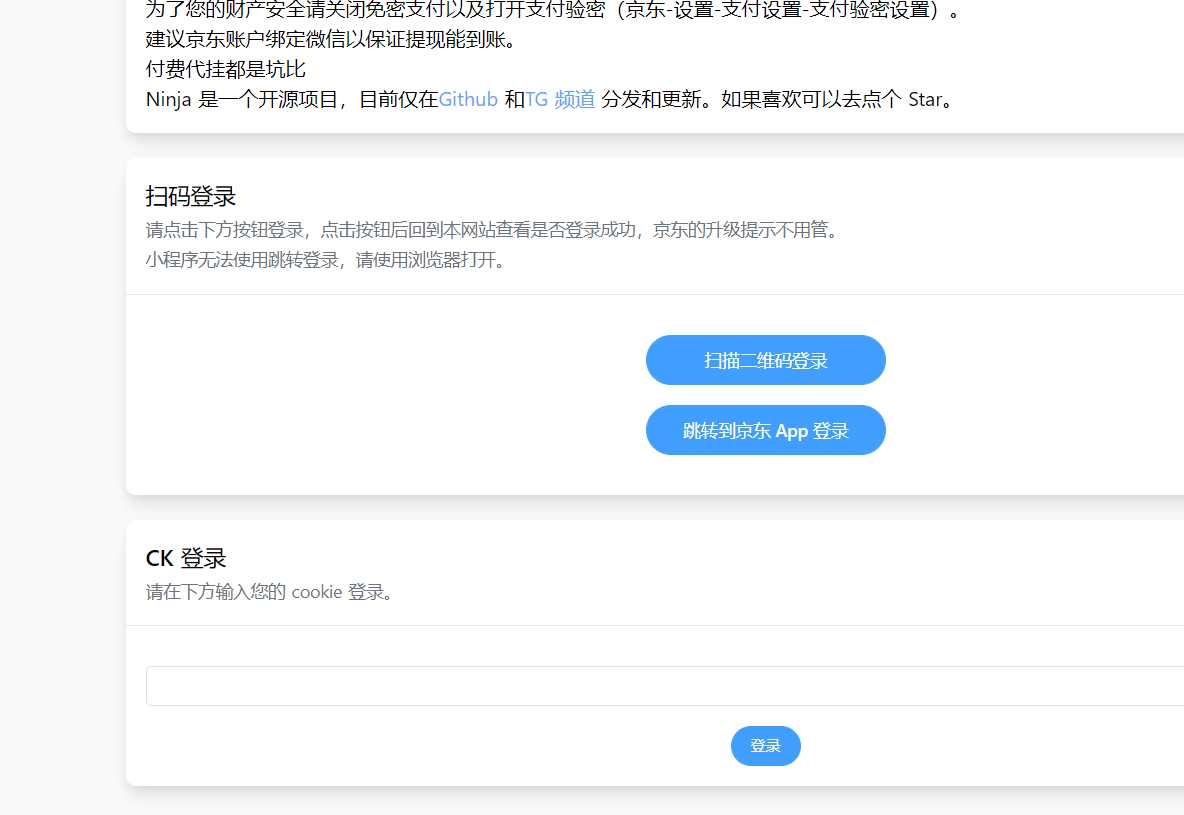 为了您的财产安全请关闭免密支付以及打开支付验密（京东-设置-支付设置-支付验密设置）。
建议京东账户绑定微信以保证提现能到账。
付费代挂都是坑比
Ninja 是一个开源项目，目前仅在Github 和TG 频道 分发和更新。如果喜欢可以去点个 Star。
扫码登录
请点击下方按钮登录，点击按钮后回到本网站查看是否登录成功，京东的升级提示不用管。
小程序无法使用跳转登录，请使用浏览器打开。
扫描二维码登录
跳转到京东 App 登录
CK 登录
请在下方输入您的 cookie 登录。
登录